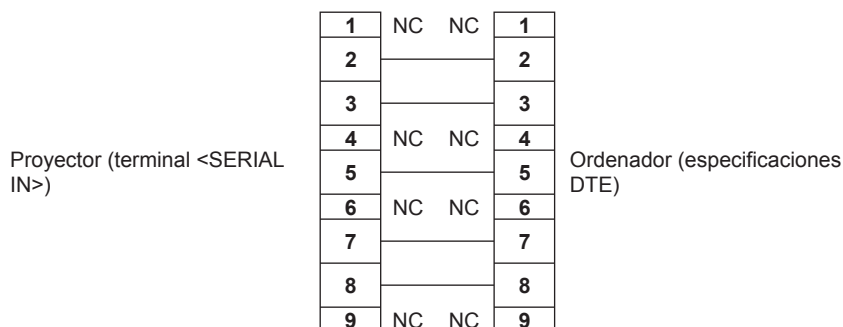 1 NC NC 1
2 2
3 3
4 NC NC 4
Proyector (terminal <SERIAL
IN>)
5 5
Ordenador (especificaciones
DTE)
6 NC NC 6
7 7
8 8
9 NC NC 9